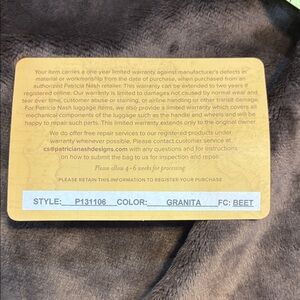 Your item carries a one year limited warranty against manufacturer's defects in
material or workmanship from the date of purchase, when purchased from an
authorized Patricia Nash retailer. This warranty can be extended to two years if
registered online. Our warranty is limited to damages not caused by normal wear and
tear over time, customer abuse or staining, or airline handling or other transit damage.
For Patricia Nash luggage items, we also provide a limited warranty which covers all
mechanical components of the luggage such as the handle and wheels and will be
happy to repair such parts. This limited warranty extends only to the original owner.
We do offer free repair services to our registered products under
warranty whenever possible. Please contact customer service at
cs@patricianashdesigns.com with any questions and for instructions
on how to submit the bag to us for inspection and repair.
Please allow 4-6 weeks for processing.
PLEASE RETAIN THIS INFORMATION TO REGISTER YOUR PURCHASE
STYLE:__P131106__COLOR:____GRANITA__FC: BEET